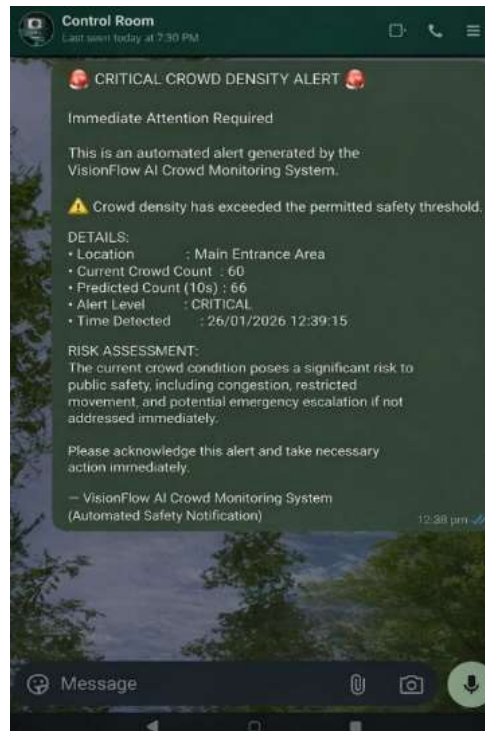 Control Room
Last seen today at 7:30 PM
🚨 CRITICAL CROWD DENSITY ALERT 🚨
Immediate Attention Required
This is an automated alert generated by the
VisionFlow AI Crowd Monitoring System.
⚠️ Crowd density has exceeded the permitted safety threshold.
DETAILS:
• Location : Main Entrance Area
• Current Crowd Count : 60
• Predicted Count (10s) : 66
• Alert Level : CRITICAL
• Time Detected : 26/01/2026 12:39:15
RISK ASSESSMENT:
The current crowd condition poses a significant risk to
public safety, including congestion, restricted
movement, and potential emergency escalation if not
addressed immediately.
Please acknowledge this alert and take necessary
action immediately.
— VisionFlow AI Crowd Monitoring System
(Automated Safety Notification)
12:38 pm
Message